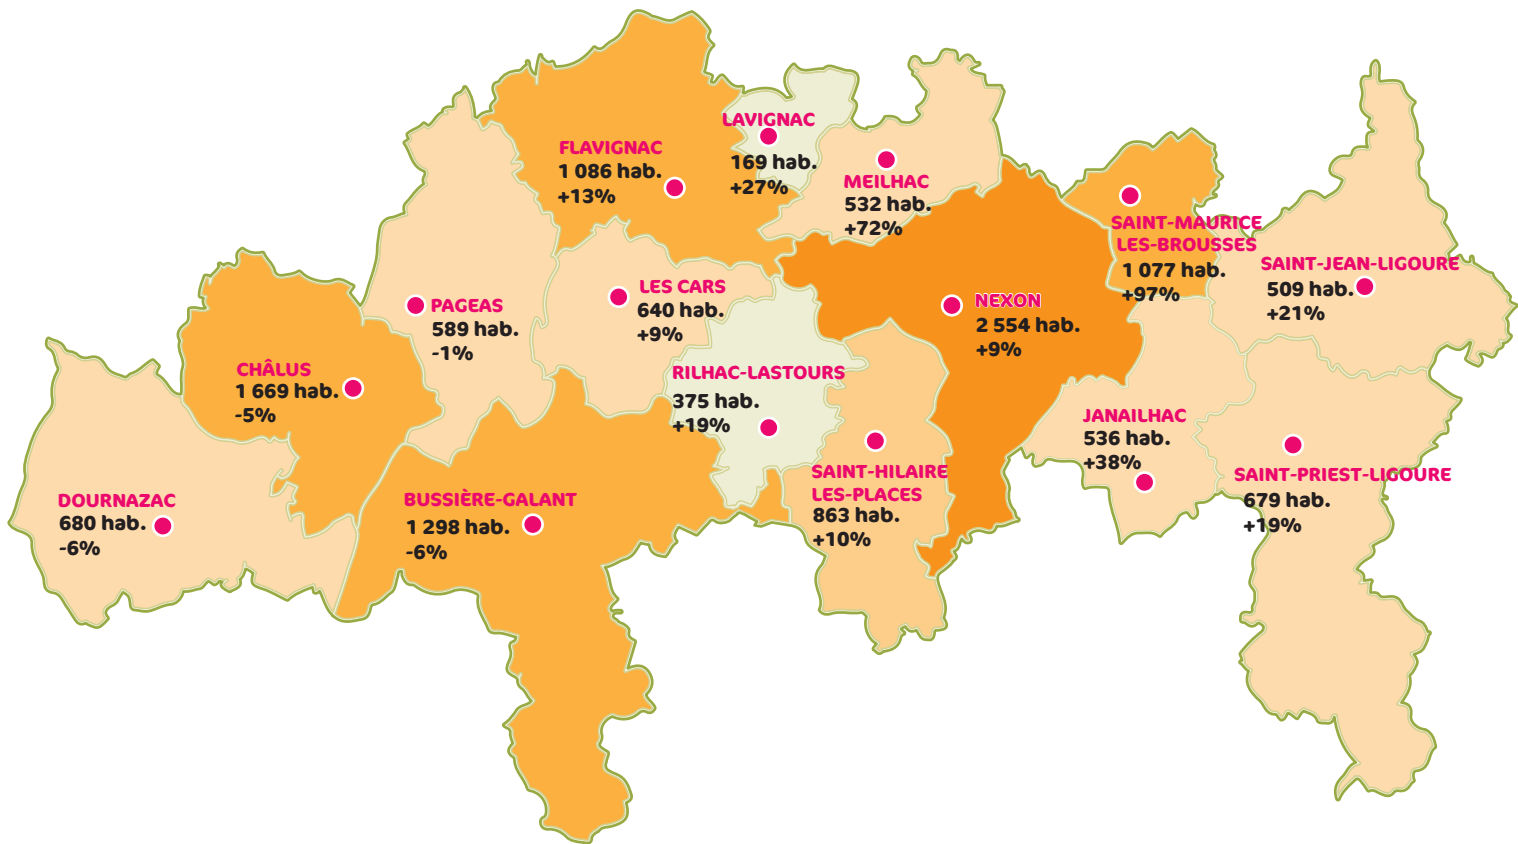 LAVIGNAC
169 hab.
+27%
FLAVIGNAC
1 086 hab.
+13%
MEILHAC
532 hab.
+72%
SAINT-MAURICE
LES-BROUSSES
1 077 hab.
+97%
SAINT-JEAN-LIGOURE
509 hab.
+21%
LES CARS
640 hab.
+9%
PAGEAS
589 hab.
-1%
NEXON
2 554 hab.
+9%
CHÂLUS
1 669 hab.
-5%
RILHAC-LASTOURS
375 hab.
+19%
JANAILHAC
536 hab.
+38%
SAINT-HILAIRE
LES-PLACES
863 hab.
+10%
SAINT-PRIEST-LIGOURE
679 hab.
+19%
DOURNAZAC
680 hab.
-6%
BUSSIÈRE-GALANT
1 298 hab.
-6%